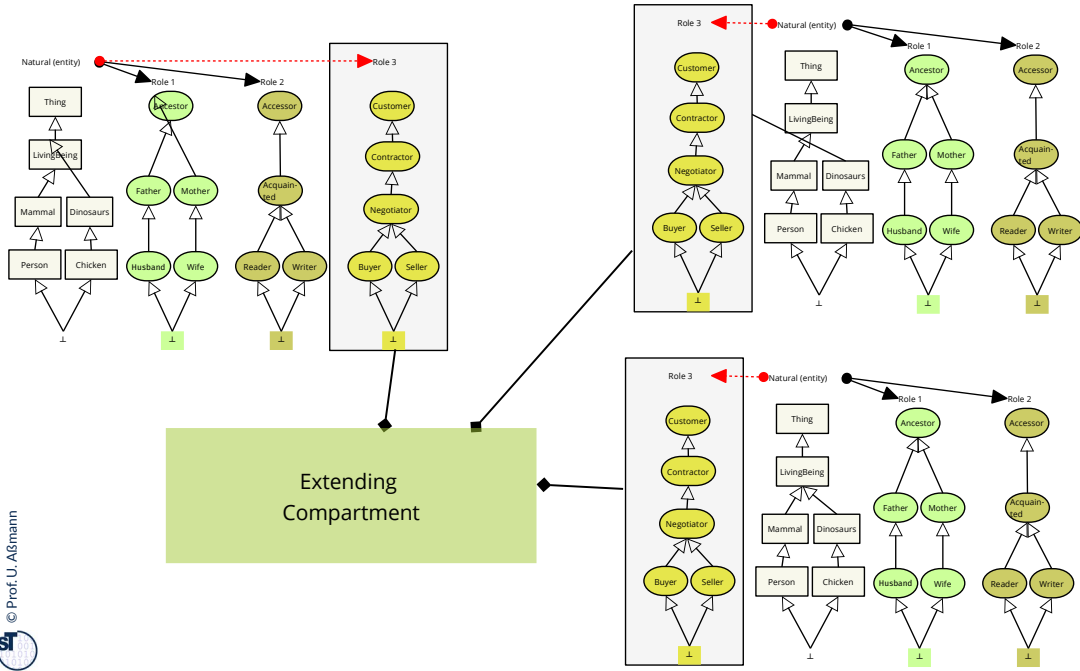 Natural (entity)
Role 1
Role 2
Role 3
Thing
Ancestor
Accessor
Customer
LivingBeing
Contractor
Father
Mother
Acquain-
ted
Mammal
Dinosaurs
Negotiator
Person
Chicken
Husband
Wife
Reader
Writer
Buyer
Seller
⊥
⊥
⊥
⊥
Role 3
Natural (entity)
Role 1
Role 2
Customer
Thing
Ancestor
Accessor
Contractor
LivingBeing
Father
Mother
Acquain-
ted
Negotiator
Mammal
Dinosaurs
Buyer
Seller
Person
Chicken
Husband
Wife
Reader
Writer
⊥
⊥
⊥
⊥
Role 3
Natural (entity)
Role 1
Role 2
Customer
Thing
Ancestor
Accessor
Contractor
LivingBeing
Father
Mother
Acquain-
ted
Negotiator
Mammal
Dinosaurs
Buyer
Seller
Person
Chicken
Husband
Wife
Reader
Writer
⊥
⊥
⊥
⊥
Extending
Compartment
© Prof. U. Aßmann
ST